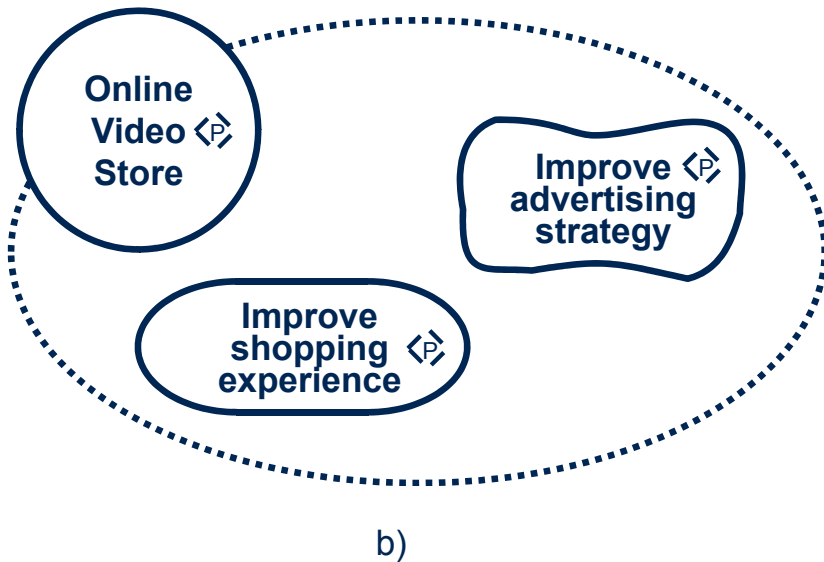 Online
Video <P>
Store
Improve <P>
advertising
strategy
Improve
shopping <P>
experience
b)